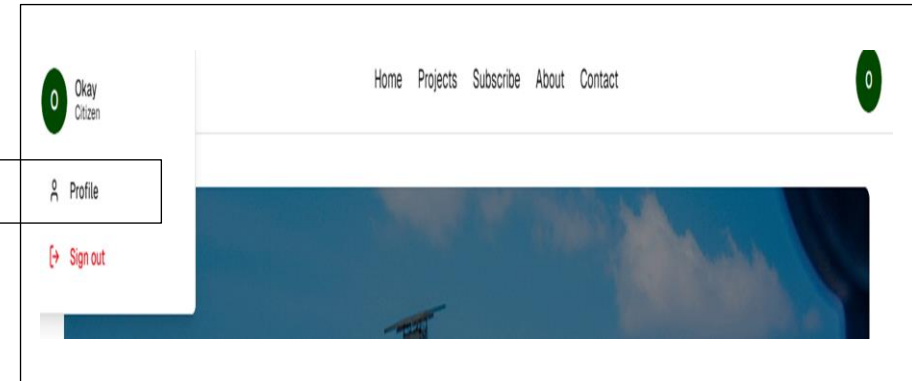 O
Okay
Citizen
Home Projects Subscribe About Contact
O
Profile
Sign out